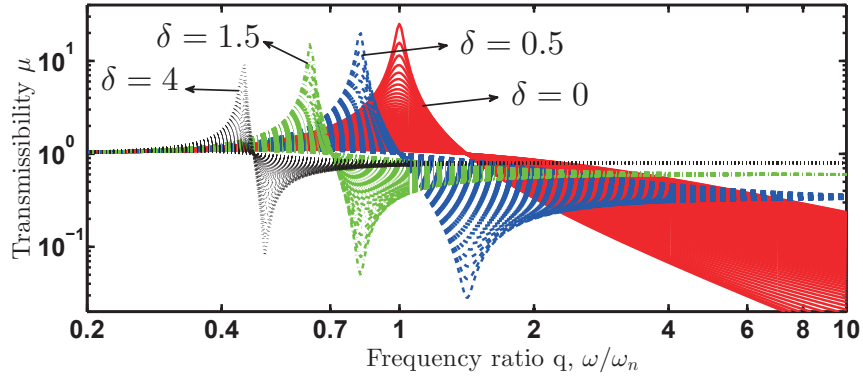 δ = 1.5
δ = 0.5
δ = 4
δ = 0
Transmissibility μ
10¹
10⁰
10⁻¹
0.2 0.4 0.7 1 2 4 6 8 10
Frequency ratio q, ω/ωₙ